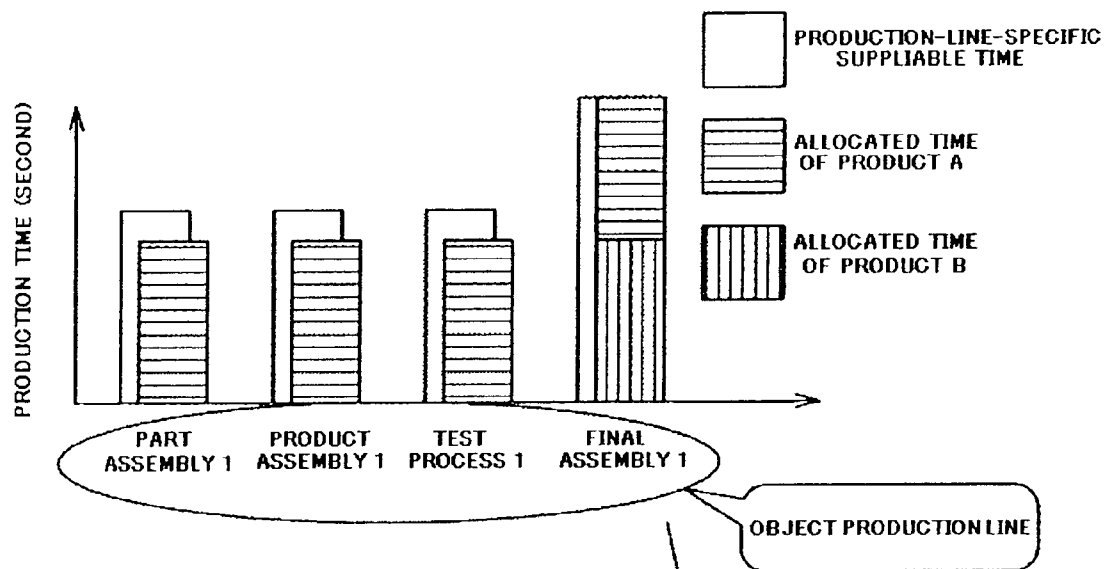 PRODUCTION-LINE-SPECIFIC
SUPPLIABLE TIME
ALLOCATED TIME
OF PRODUCT A
ALLOCATED TIME
OF PRODUCT B
PRODUCTION TIME (SECOND)
PART
ASSEMBLY 1
PRODUCT
ASSEMBLY 1
TEST
PROCESS 1
FINAL
ASSEMBLY 1
OBJECT PRODUCTION LINE